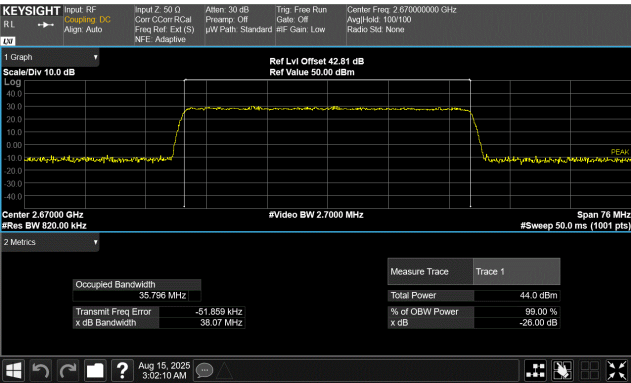 KEYSIGHT Input: RF Input Z: 50 Ω Atten: 30 dB Trig: Free Run Center Freq: 2.670000000 GHz
RL Coupling: DC Corr CCorr RCal Preamp: Off Gate: Off Avg|Hold: 100/100
Align: Auto Freq Ref: Ext (S) µW Path: Standard #IF Gain: Low Radio Std: None
LXI NFE: Adaptive
1 Graph
Ref Lvl Offset 42.81 dB
Scale/Div 10.0 dB Ref Value 50.00 dBm
Log
40.0
30.0
20.0
10.0
0.00
-10.0
PEAK
-20.0
-30.0
-40.0
Center 2.67000 GHz #Video BW 2.7000 MHz Span 76 MHz
#Res BW 820.00 kHz #Sweep 50.0 ms (1001 pts)
2 Metrics
Measure Trace Trace 1
Occupied Bandwidth
35.796 MHz Total Power 44.0 dBm
Transmit Freq Error -51.859 kHz % of OBW Power 99.00 %
x dB Bandwidth 38.07 MHz x dB -26.00 dB
? Aug 15, 2025
3:02:10 AM